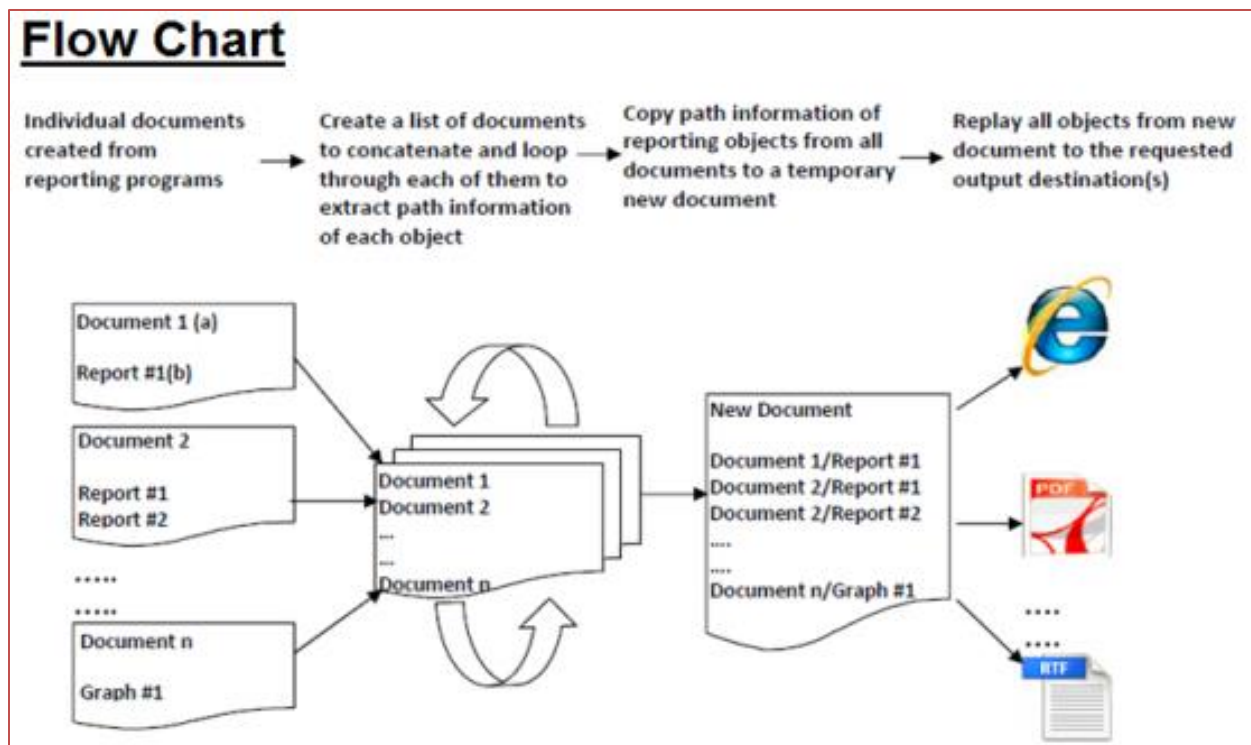 Flow Chart
Individual documents
created from
reporting programs
Create a list of documents
to concatenate and loop
through each of them to
extract path information
of each object
Copy path information of
reporting objects from all
documents to a temporary
new document
Replay all objects from new
document to the requested
output destination(s)
Document 1 (a)
Report #1(b)
Document 2
Report #1
Report #2
.....
.....
Document n
Graph #1
Document 1
Document 2
...
...
Document n
New Document
Document 1/Report #1
Document 2/Report #1
Document 2/Report #2
....
....
Document n/Graph #1
e
PDF
....
....
RTF